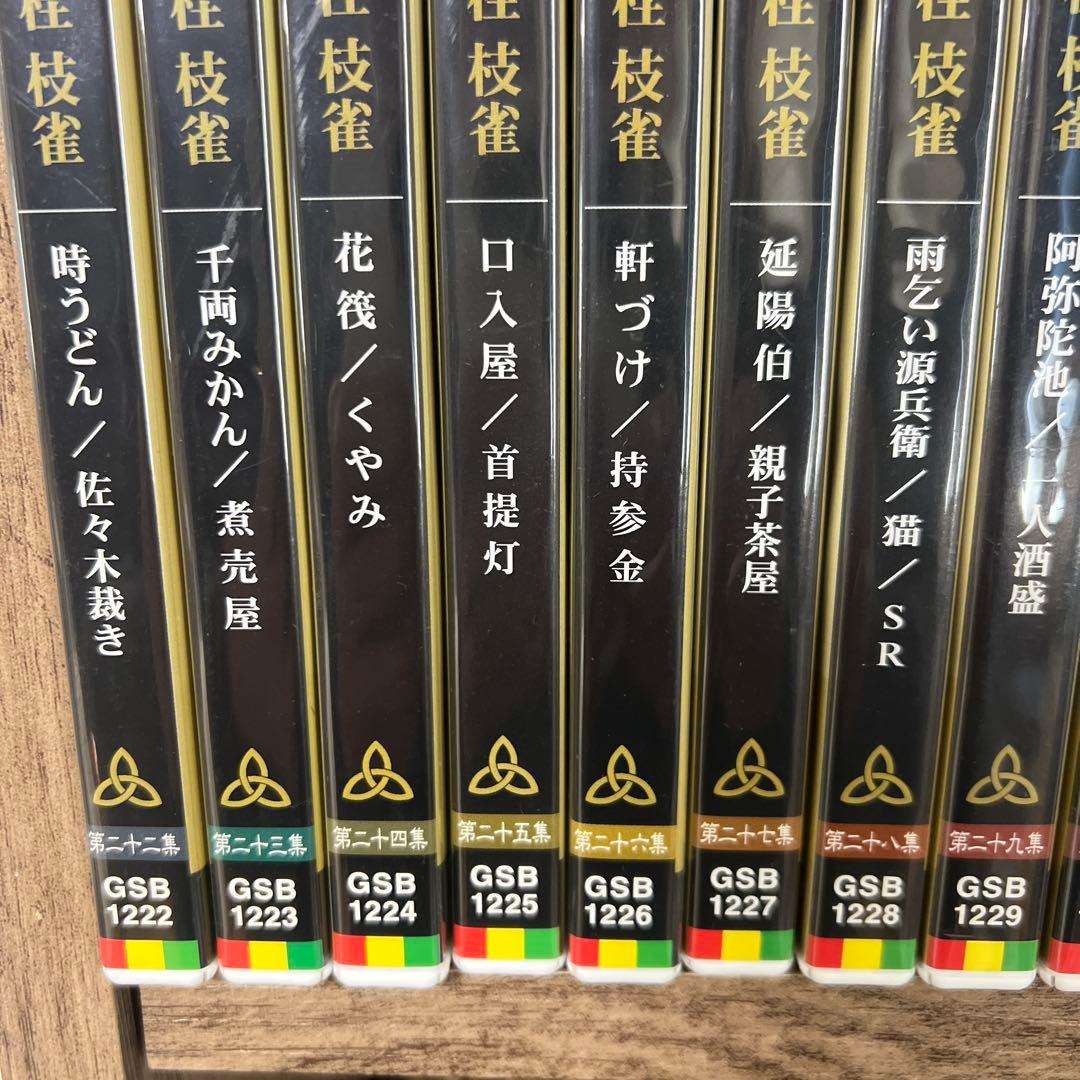 桂 枝雀
時うどん／佐々木裁き
第二十二集
GSB
1222
桂 枝雀
千両みかん／煮売屋
第二十三集
GSB
1223
桂 枝雀
花筏／くやみ
第二十四集
GSB
1224
桂 枝雀
口入屋／首提灯
第二十五集
GSB
1225
桂 枝雀
軒づけ／持参金
第二十六集
GSB
1226
桂 枝雀
延陽伯／親子茶屋
第二十七集
GSB
1227
桂 枝雀
雨乞い源兵衛／猫／SR
第二十八集
GSB
1228
枝雀
阿弥陀池／一人酒盛
第二十九集
GSB
1229